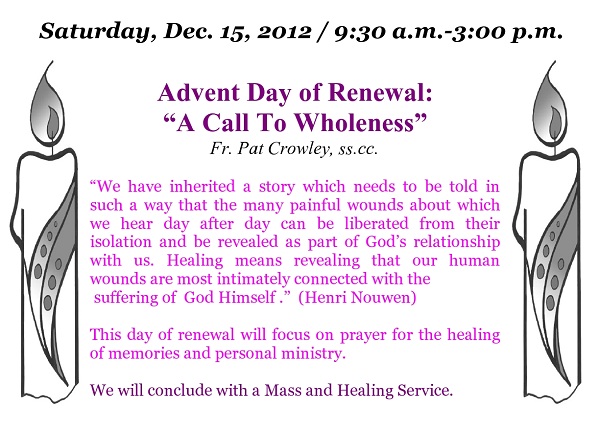 Saturday, Dec. 15, 2012 / 9:30 a.m.-3:00 p.m.
Advent Day of Renewal:
“A Call To Wholeness”
Fr. Pat Crowley, ss.cc.
“We have inherited a story which needs to be told in
such a way that the many painful wounds about which
we hear day after day can be liberated from their
isolation and be revealed as part of God’s relationship
with us. Healing means revealing that our human
wounds are most intimately connected with the
suffering of God Himself .” (Henri Nouwen)
This day of renewal will focus on prayer for the healing
of memories and personal ministry.
We will conclude with a Mass and Healing Service.